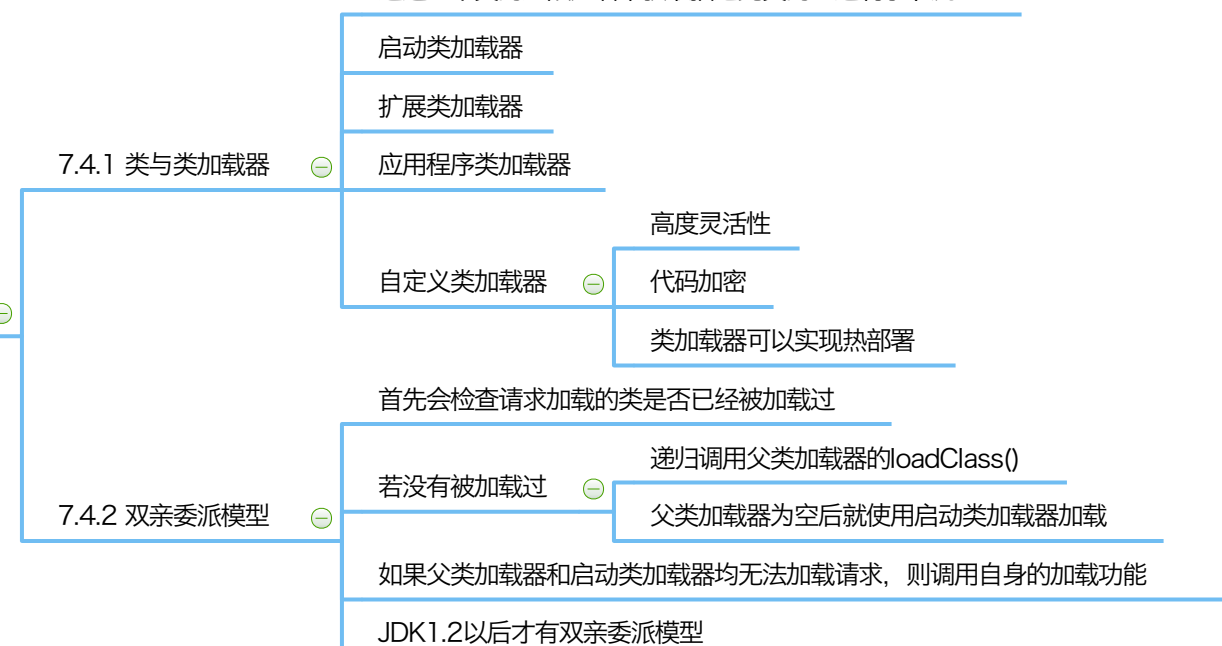 7.4.1 类与类加载器
启动类加载器
扩展类加载器
应用程序类加载器
自定义类加载器
高度灵活性
代码加密
类加载器可以实现热部署
7.4.2 双亲委派模型
首先会检查请求加载的类是否已经被加载过
若没有被加载过
递归调用父类加载器的loadClass()
父类加载器为空后就使用启动类加载器加载
如果父类加载器和启动类加载器均无法加载请求，则调用自身的加载功能
JDK1.2以后才有双亲委派模型